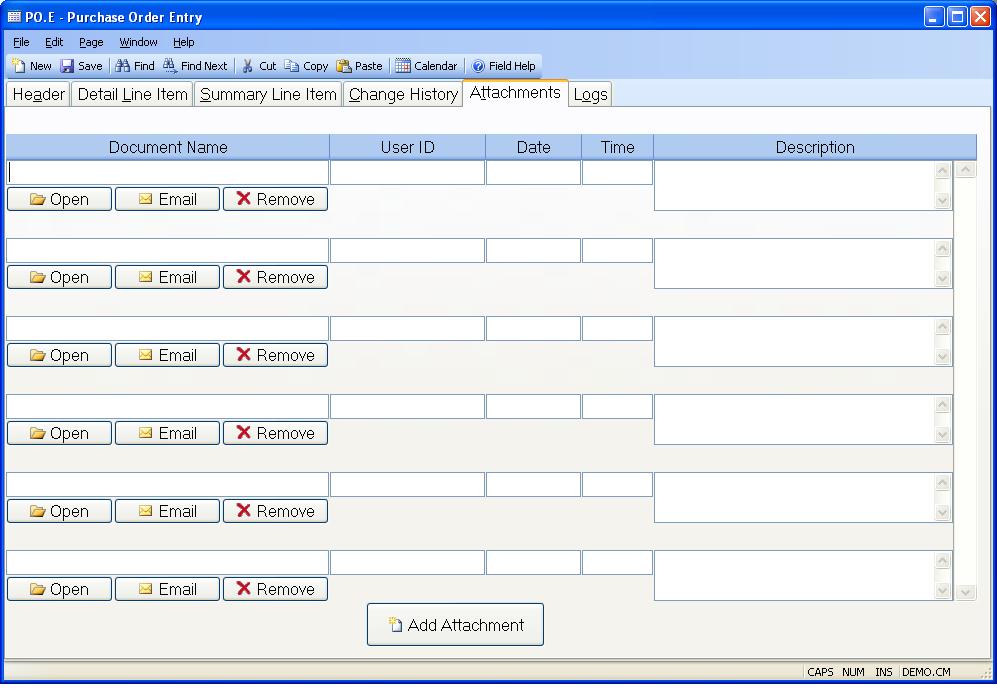 PO.E - Purchase Order Entry
File Edit Page Window Help
New Save Find Find Next Cut Copy Paste Calendar Field Help
Header Detail Line Item Summary Line Item Change History Attachments Logs
Document Name User ID Date Time Description
Open Email Remove
Open Email Remove
Open Email Remove
Open Email Remove
Open Email Remove
Open Email Remove
Add Attachment
CAPS NUM INS DEMO.CM